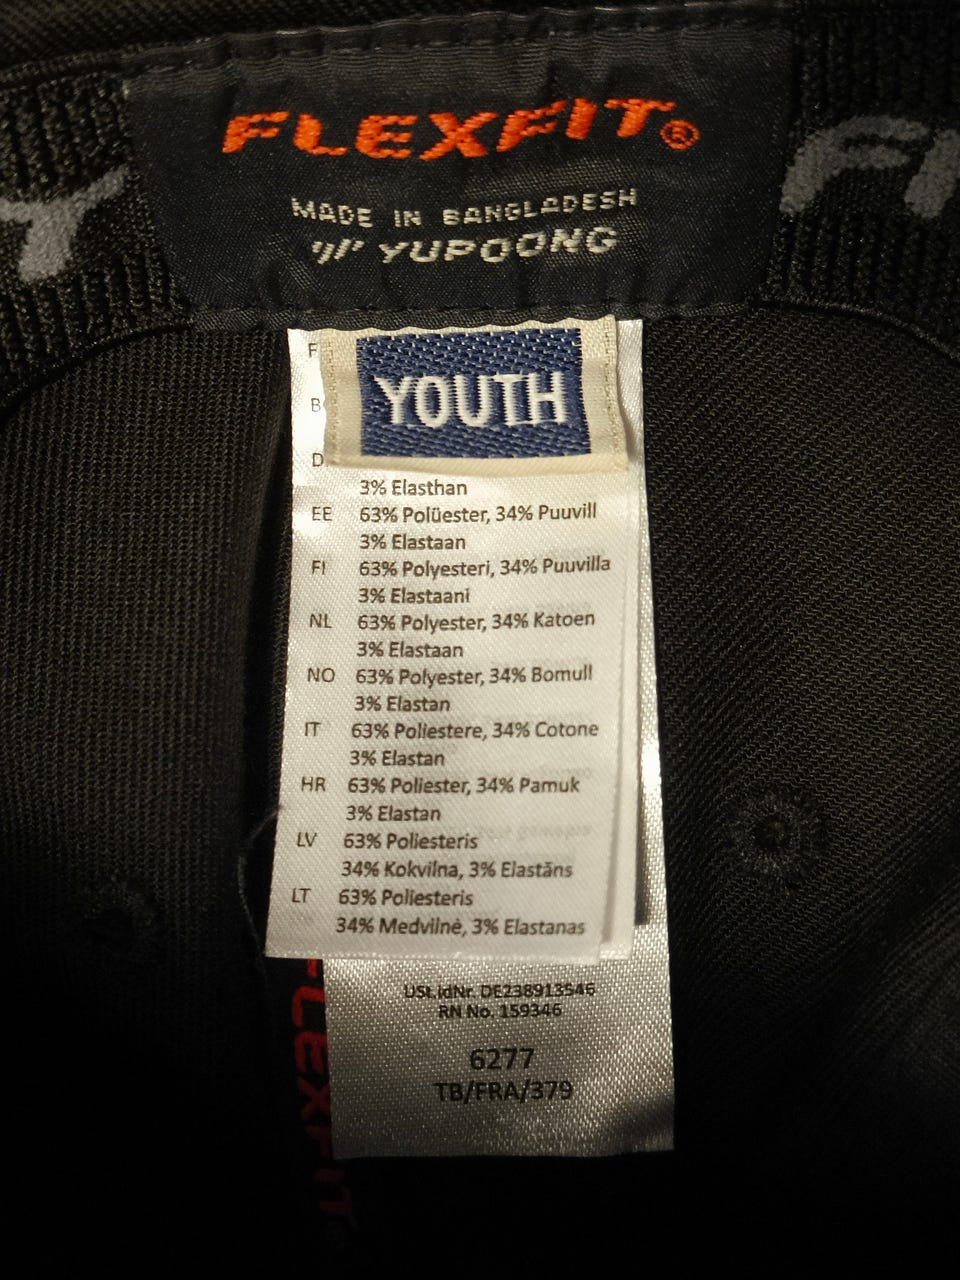 FLEXFIT®
MADE IN BANGLADESH
YUPOONG
Y
FI
YOUTH
F
B
D
3% Elasthan
EE 63% Polüester, 34% Puuvill
3% Elastaan
FI 63% Polyesteri, 34% Puuvilla
3% Elastaani
NL 63% Polyester, 34% Katoen
3% Elastaan
NO 63% Polyester, 34% Bomull
3% Elastan
IT 63% Poliestere, 34% Cotone
3% Elastan
HR 63% Poliester, 34% Pamuk
3% Elastan
LV 63% Poliesteris
34% Kokvilna, 3% Elastāns
LT 63% Poliesteris
34% Medvilnė, 3% Elastanas
USt.IdNr. DE238913546
RN No. 159346
6277
TB/FRA/379
FLEXFIT